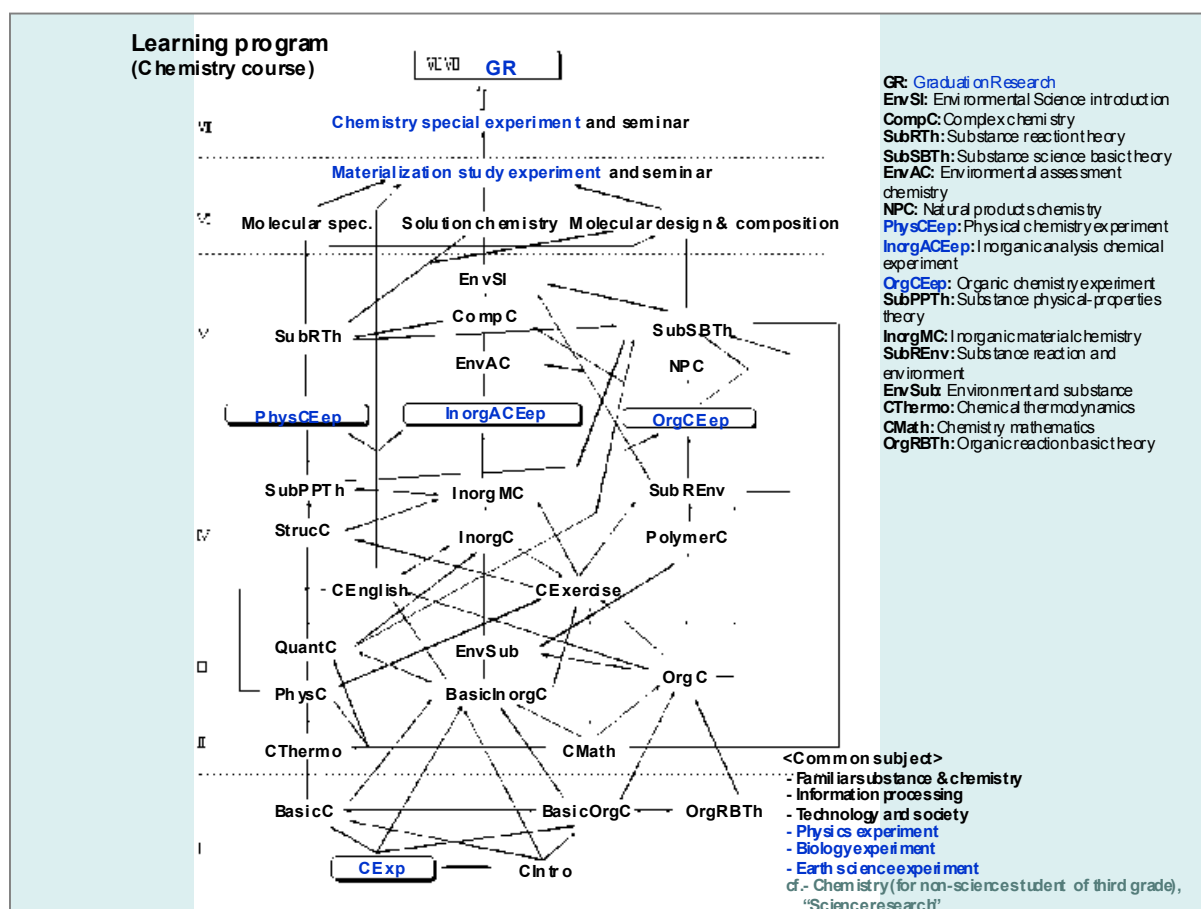 Learning program
(Chemistry course)
GR
VII
Chemistry special experiment and seminar
Materialization study experiment and seminar
VI
Molecular spec.
Solution chemistry
Molecular design & composition
EnvSI
V
CompC
SubRTh
SubSBTh
EnvAC
NPC
PhysCEep
InorgACEep
OrgCEep
SubPPTh
InorgMC
SubREnv
IV
StrucC
InorgC
PolymerC
CEnglish
CExercise
QuantC
EnvSub
OrgC
PhysC
BasicInorgC
II
CThermo
CMath
BasicC
BasicOrgC
OrgRBTh
I
CExp
CIntro
GR: Graduation Research
EnvSI: Environmental Science introduction
CompC: Complex chemistry
SubRTh: Substance reaction theory
SubSBTh: Substance science basic theory
EnvAC: Environmental assessment
chemistry
NPC: Natural products chemistry
PhysCEep: Physical chemistry experiment
InorgACEep: Inorganic analysis chemical
experiment
OrgCEep: Organic chemistry experiment
SubPPTh: Substance physical-properties
theory
InorgMC: Inorganic material chemistry
SubREnv: Substance reaction and
environment
EnvSub: Environment and substance
CThermo: Chemical thermodynamics
CMath: Chemistry mathematics
OrgRBTh: Organic reaction basic theory
<Common subject>
- Familiar substance & chemistry
- Information processing
- Technology and society
- Physics experiment
- Biology experiment
- Earth science experiment
cf.- Chemistry (for non-science student of third grade),
"Science research"